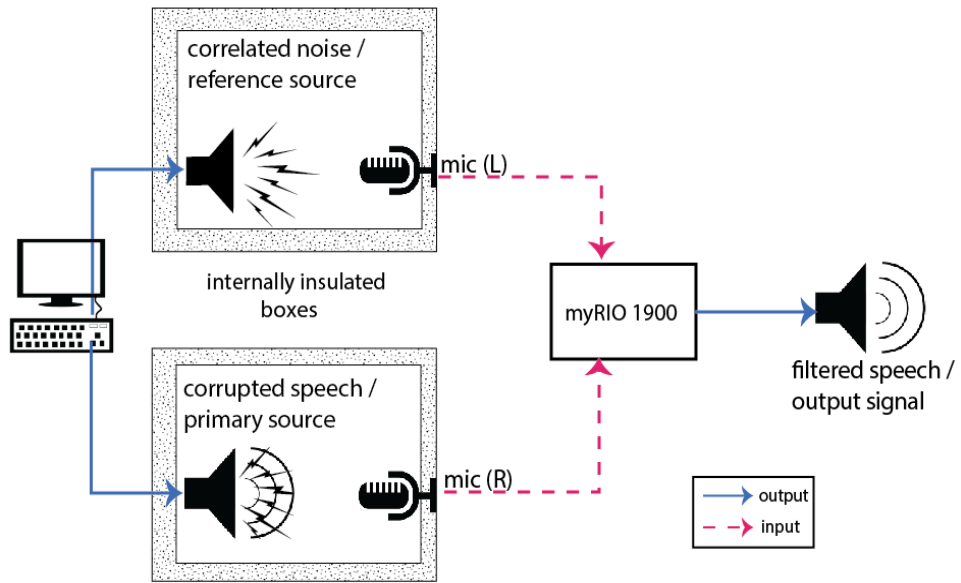 correlated noise /
reference source
mic (L)
internally insulated
boxes
myRIO 1900
filtered speech /
output signal
corrupted speech /
primary source
mic (R)
output
input